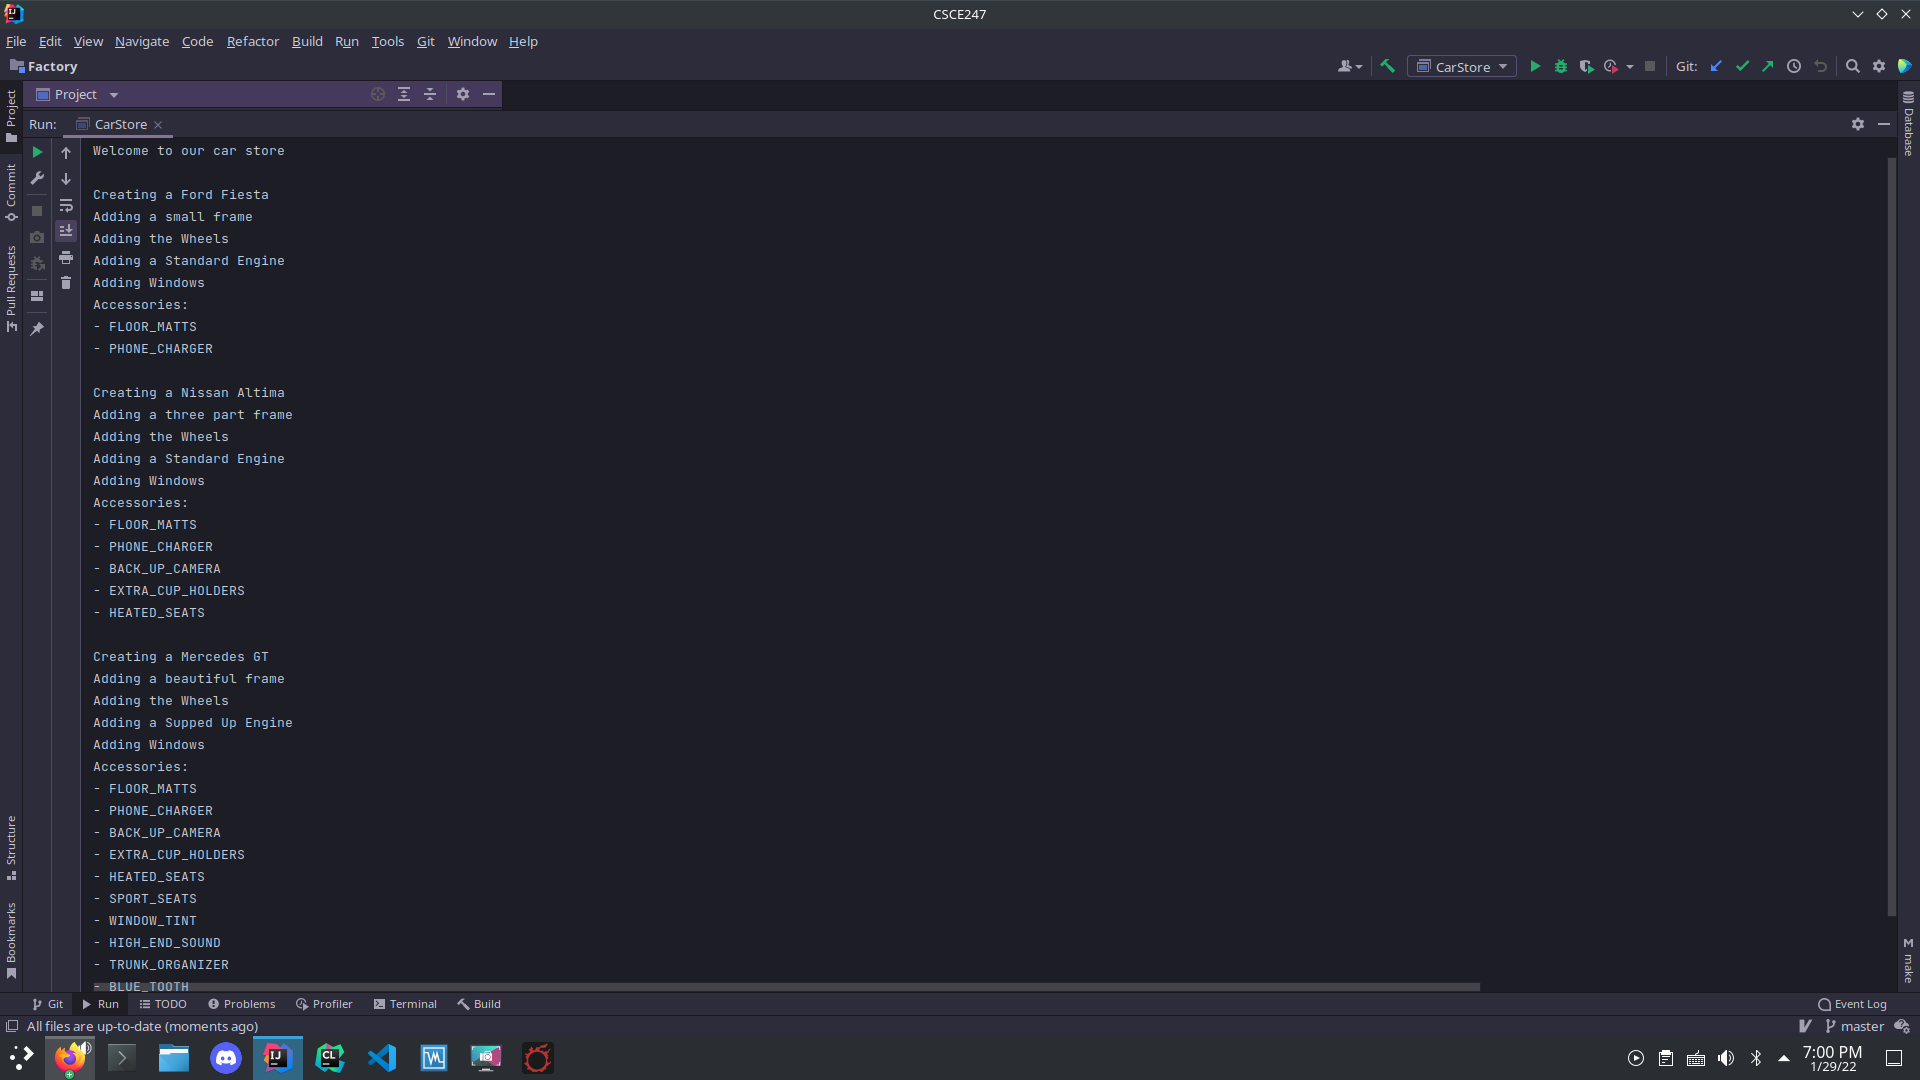 CSCE247
File Edit View Navigate Code Refactor Build Run Tools Git Window Help
Factory
CarStore
Git:
Project
Run: CarStore
Welcome to our car store
Creating a Ford Fiesta
Adding a small frame
Adding the Wheels
Adding a Standard Engine
Adding Windows
Accessories:
- FLOOR_MATTS
- PHONE_CHARGER
Creating a Nissan Altima
Adding a three part frame
Adding the Wheels
Adding a Standard Engine
Adding Windows
Accessories:
- FLOOR_MATTS
- PHONE_CHARGER
- BACK_UP_CAMERA
- EXTRA_CUP_HOLDERS
- HEATED_SEATS
Creating a Mercedes GT
Adding a beautiful frame
Adding the Wheels
Adding a Supped Up Engine
Adding Windows
Accessories:
- FLOOR_MATTS
- PHONE_CHARGER
- BACK_UP_CAMERA
- EXTRA_CUP_HOLDERS
- HEATED_SEATS
- SPORT_SEATS
- WINDOW_TINT
- HIGH_END_SOUND
- TRUNK_ORGANIZER
- BLUE_TOOTH
Project
Commit
Pull Requests
Structure
Bookmarks
Database
M make
Git Run TODO Problems Profiler Terminal Build Event Log
All files are up-to-date (moments ago) master
IJ
CL
7:00 PM
1/29/22